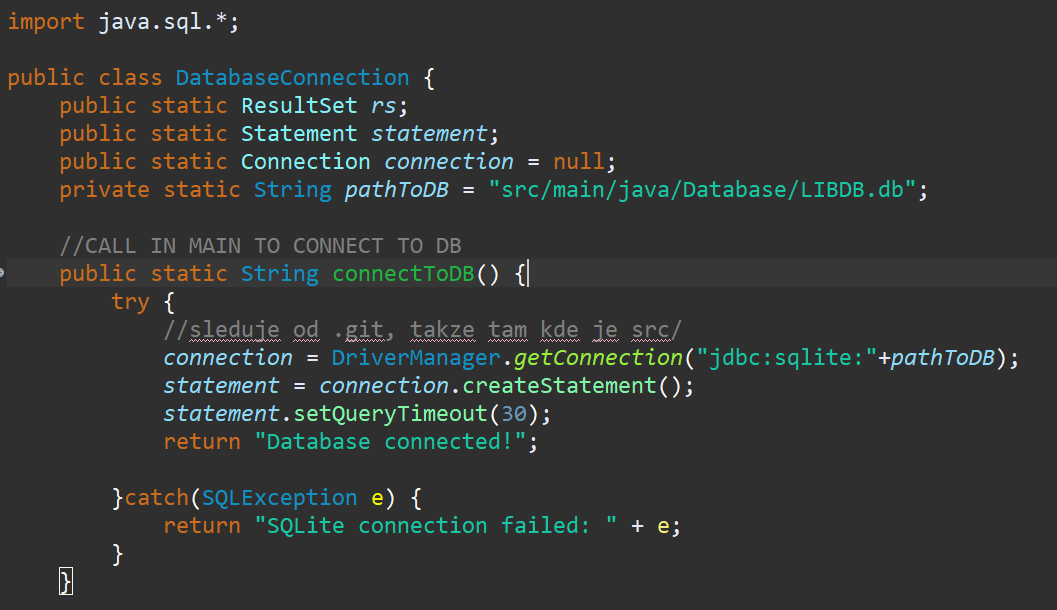 import java.sql.*;
public class DatabaseConnection {
public static ResultSet rs;
public static Statement statement;
public static Connection connection = null;
private static String pathToDB = "src/main/java/Database/LIBDB.db";
//CALL IN MAIN TO CONNECT TO DB
public static String connectToDB() {
try {
//sleduje od .git, takze tam kde je src/
connection = DriverManager.getConnection("jdbc:sqlite:"+pathToDB);
statement = connection.createStatement();
statement.setQueryTimeout(30);
return "Database connected!";
}catch(SQLException e) {
return "SQLite connection failed: " + e;
}
}